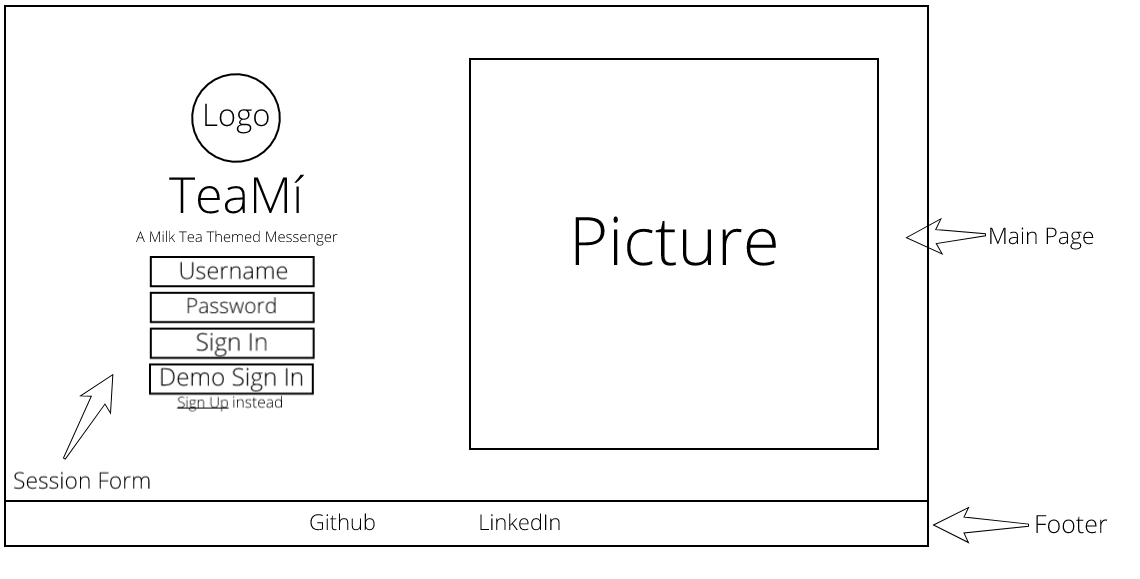 Logo
TeaMí
A Milk Tea Themed Messenger
Username
Password
Sign In
Demo Sign In
Sign Up instead
Session Form
Picture
Main Page
Github
LinkedIn
Footer